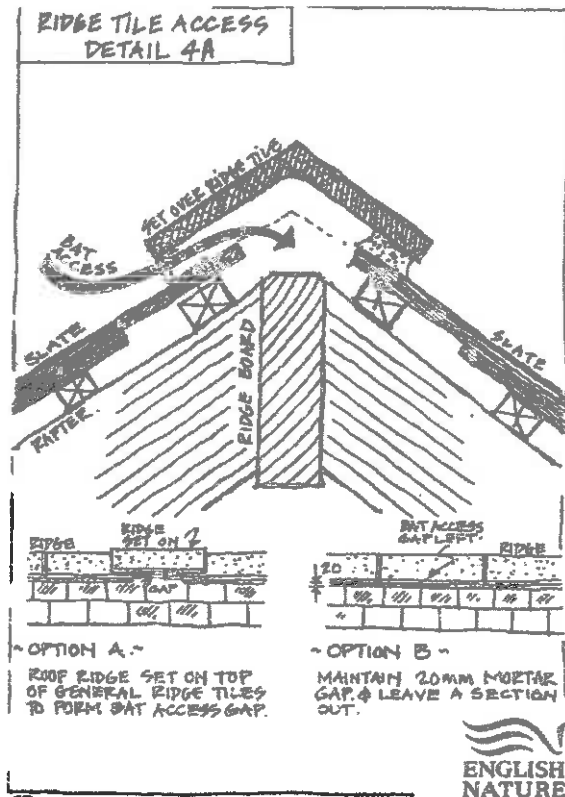 RIDGE TILE ACCESS
DETAIL 4A
SET OVER RIDGE TILE
BAT
ACCESS
SLATE
RAFTER
RIDGE BOARD
SLATE
RIDGE
RIDGE
SET ON
GAP
~ OPTION A ~
ROOF RIDGE SET ON TOP
OF GENERAL RIDGE TILES
TO FORM BAT ACCESS GAP.
BAT ACCESS
GAP LEFT.
RIDGE
20
~ OPTION B ~
MAINTAIN 20mm MORTAR
GAP & LEAVE A SECTION
OUT.
ENGLISH
NATURE